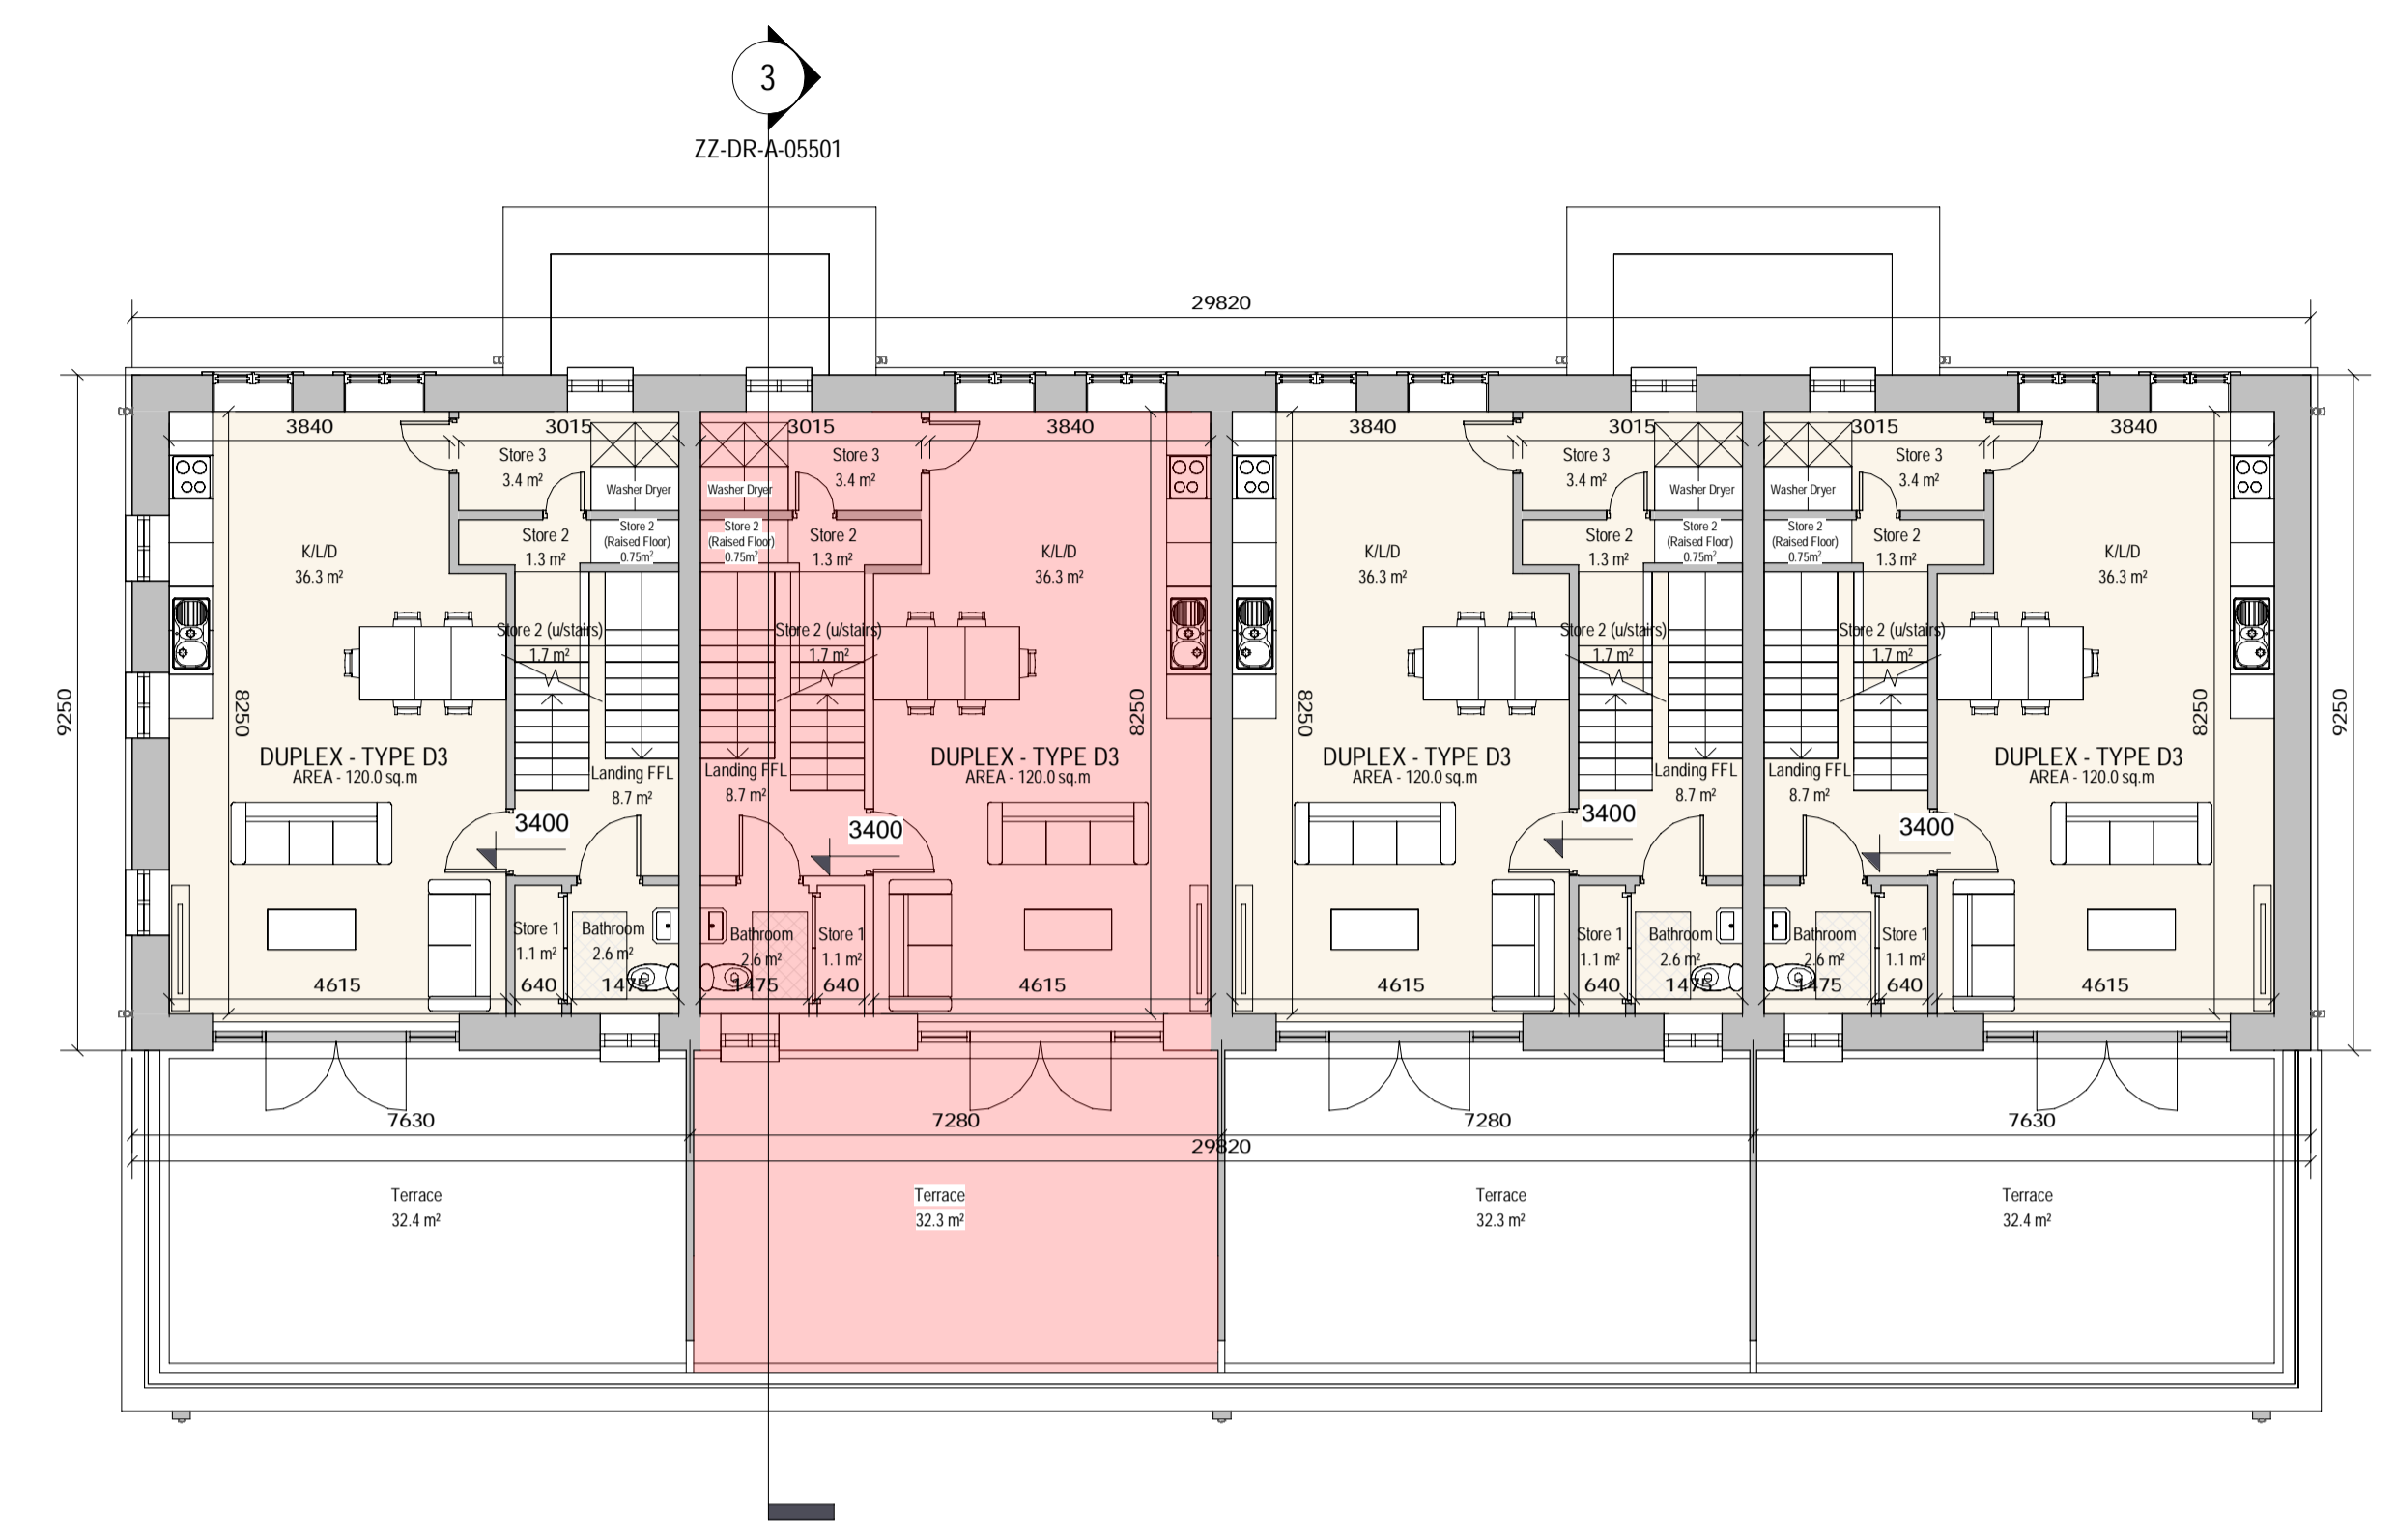 3
ZZ-DR-A-05501
29820
3840
3015
3015
3840
3840
3015
3015
3840
Store 3
3.4 m²
Washer Dryer
Washer Dryer
Store 3
3.4 m²
Store 3
3.4 m²
Washer Dryer
Washer Dryer
Store 3
3.4 m²
K/L/D
36.3 m²
Store 2
1.3 m²
Store 2
(Raised Floor)
0.75m²
Store 2
(Raised Floor)
0.75m²
Store 2
1.3 m²
K/L/D
36.3 m²
K/L/D
36.3 m²
Store 2
1.3 m²
Store 2
(Raised Floor)
0.75m²
Store 2
(Raised Floor)
0.75m²
Store 2
1.3 m²
K/L/D
36.3 m²
Store 2 (u/stairs)
1.7 m²
Store 2 (u/stairs)
1.7 m²
Store 2 (u/stairs)
1.7 m²
Store 2 (u/stairs)
1.7 m²
9250
8250
8250
8250
8250
9250
DUPLEX - TYPE D3
AREA - 120.0 sq.m
Landing FFL
8.7 m²
Landing FFL
8.7 m²
DUPLEX - TYPE D3
AREA - 120.0 sq.m
DUPLEX - TYPE D3
AREA - 120.0 sq.m
Landing FFL
8.7 m²
Landing FFL
8.7 m²
DUPLEX - TYPE D3
AREA - 120.0 sq.m
3400
3400
3400
3400
Store 1
1.1 m²
Bathroom
2.6 m²
Bathroom
2.6 m²
Store 1
1.1 m²
Store 1
1.1 m²
Bathroom
2.6 m²
Bathroom
2.6 m²
Store 1
1.1 m²
4615
640
1475
1475
640
4615
4615
640
1475
1475
640
4615
7630
7280
7280
7630
29820
Terrace
32.4 m²
Terrace
32.3 m²
Terrace
32.3 m²
Terrace
32.4 m²